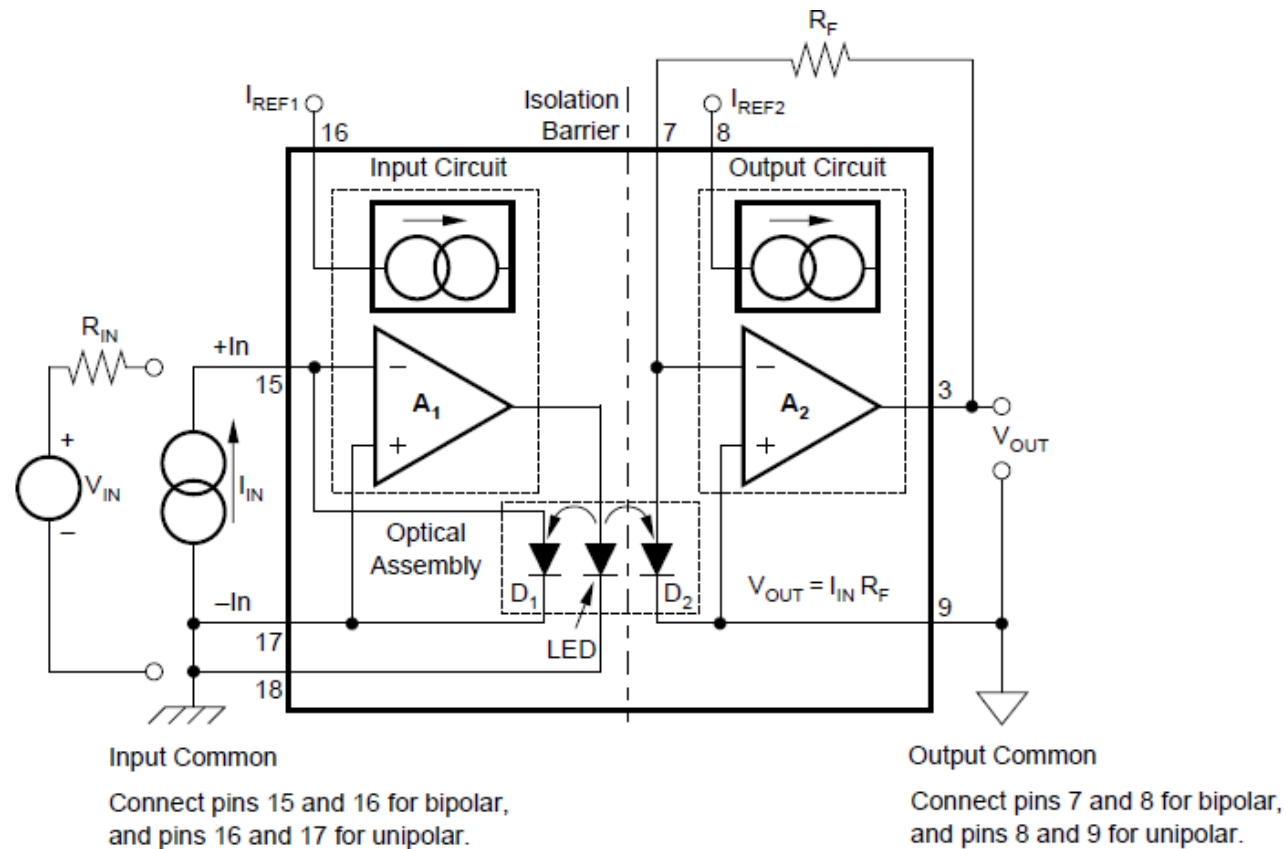 R_F
I_REF1
16
Isolation
Barrier
7
8
I_REF2
Input Circuit
Output Circuit
R_IN
+In
15
−
A_1
+
−
A_2
+
3
V_OUT
+
V_IN
–
I_IN
Optical
Assembly
D_1
LED
D_2
V_OUT = I_IN R_F
–In
17
18
9
Input Common
Connect pins 15 and 16 for bipolar,
and pins 16 and 17 for unipolar.
Output Common
Connect pins 7 and 8 for bipolar,
and pins 8 and 9 for unipolar.